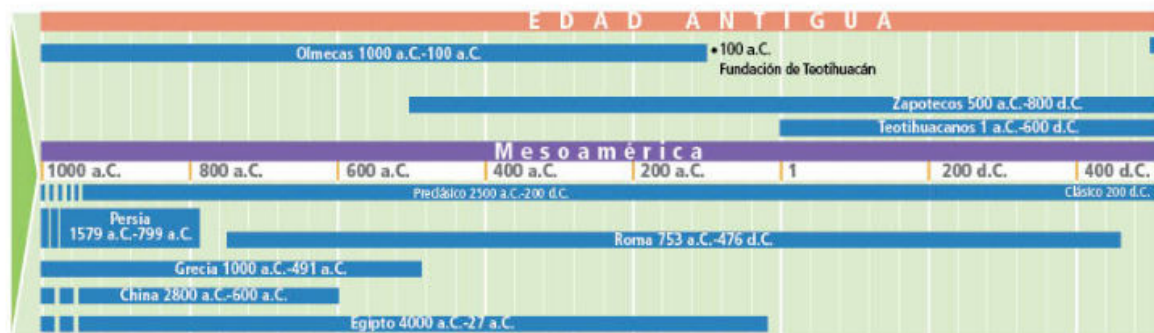 EDAD ANTIGUA
Olmecas 1000 a.C.-100 a.C.
•100 a.C.
Fundación de Teotihuacán
Zapotecos 500 a.C.-800 d.C.
Teotihuacanos 1 a.C.-600 d.C.
Mesoamérica
1000 a.C. 800 a.C. 600 a.C. 400 a.C. 200 a.C. 1 200 d.C. 400 d.C.
Preclásico 2500 a.C.-200 d.C. Clásico 200 d.C.
Persia
1579 a.C.-799 a.C.
Roma 753 a.C.-476 d.C.
Grecia 1000 a.C.-491 a.C.
China 2800 a.C.-600 a.C.
Egipto 4000 a.C.-27 a.C.